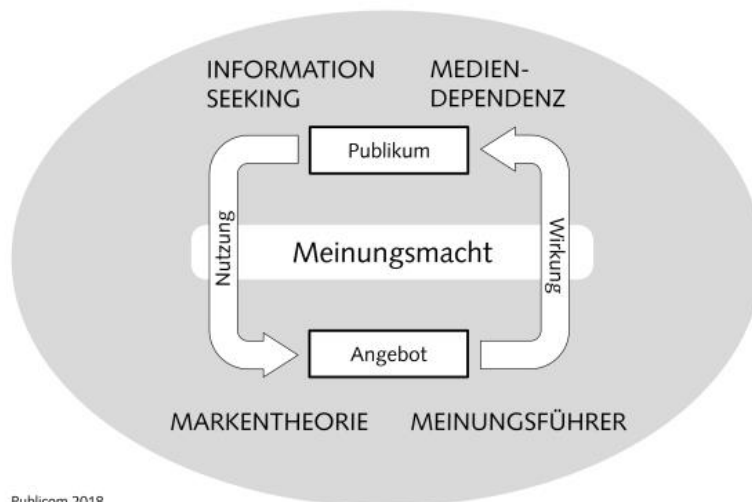 INFORMATION
SEEKING
MEDIEN-
DEPENDENZ
Publikum
Nutzung
Meinungsmacht
Wirkung
Angebot
MARKENTHEORIE
MEINUNGSFÜHRER
Publicom 2018